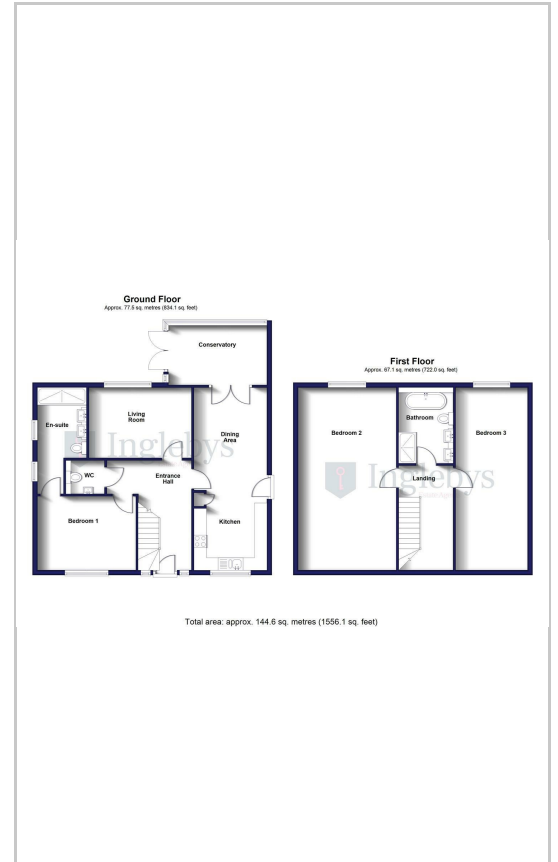 Ground Floor
Approx. 77.5 sq. metres (834.1 sq. feet)
Conservatory
Living
Room
Dining
Area
En-suite
Inglebys
WC
Entrance
Hall
Bedroom 1
Kitchen
First Floor
Approx. 67.1 sq. metres (722.0 sq. feet)
Bathroom
Bedroom 2
Bedroom 3
Inglebys
Landing
Total area: approx. 144.6 sq. metres (1556.1 sq. feet)